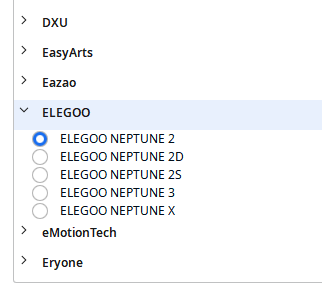 DXU
EasyArts
Eazao
ELEGOO
ELEGOO NEPTUNE 2
ELEGOO NEPTUNE 2D
ELEGOO NEPTUNE 2S
ELEGOO NEPTUNE 3
ELEGOO NEPTUNE X
eMotionTech
Eryone